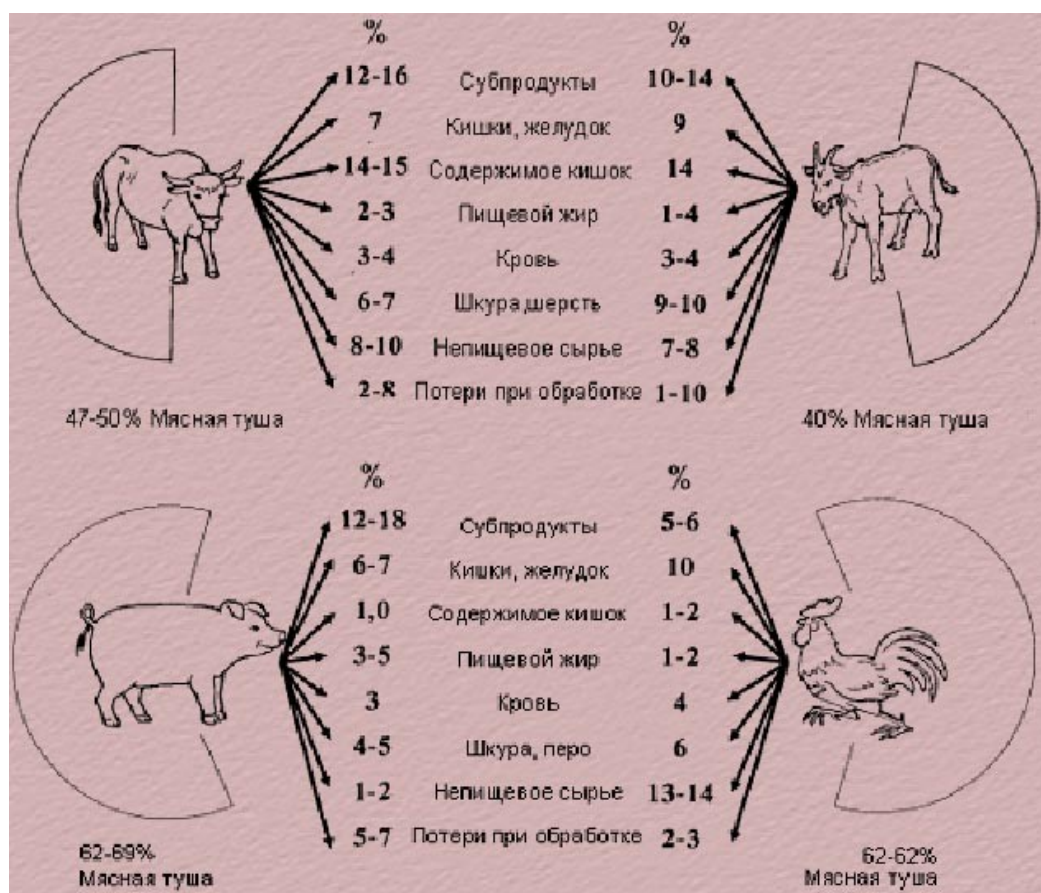 % %
12-16 Субпродукты 10-14
7 Кишки, желудок 9
14-15 Содержимое кишок 14
2-3 Пищевой жир 1-4
3-4 Кровь 3-4
6-7 Шкура,шерсть 9-10
8-10 Непищевое сырье 7-8
2-8 Потери при обработке 1-10
47-50% Мясная туша 40% Мясная туша
% %
12-18 Субпродукты 5-6
6-7 Кишки, желудок 10
1,0 Содержимое кишок 1-2
3-5 Пищевой жир 1-2
3 Кровь 4
4-5 Шкура, перо 6
1-2 Непищевое сырье 13-14
5-7 Потери при обработке 2-3
62-69% 62-62%
Мясная туша Мясная туша